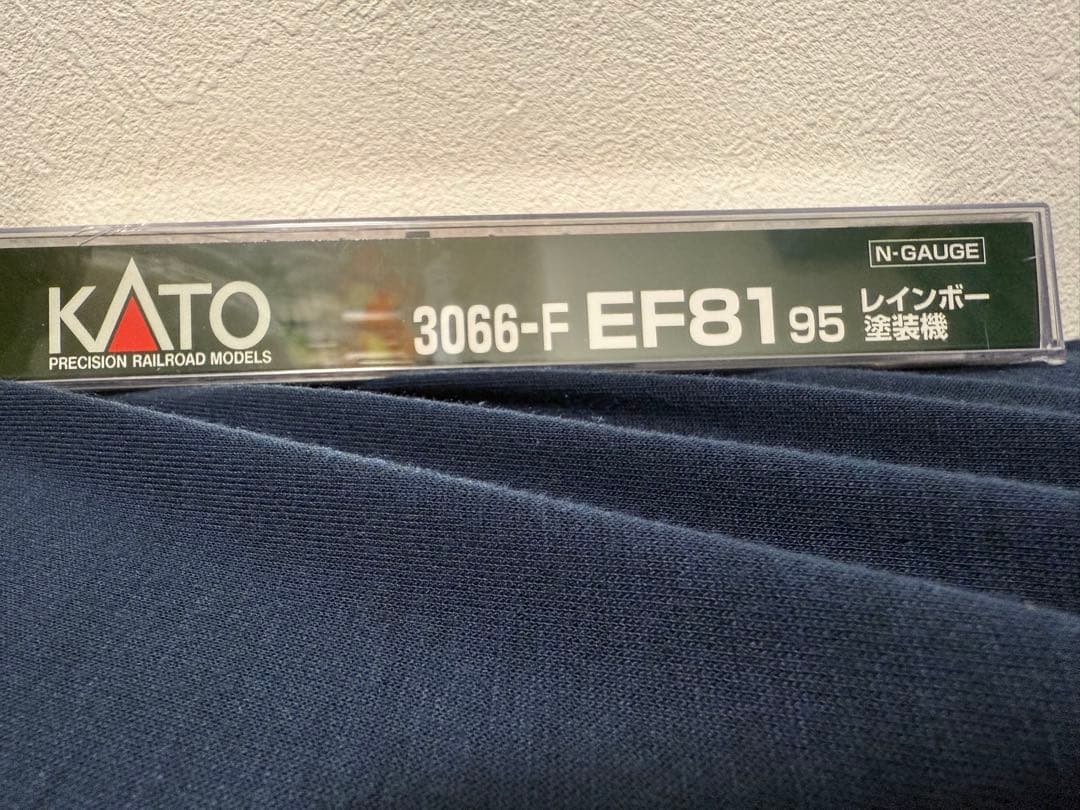 KATO
PRECISION RAILROAD MODELS
3066-F EF81 95 レインボー塗装機
N-GAUGE